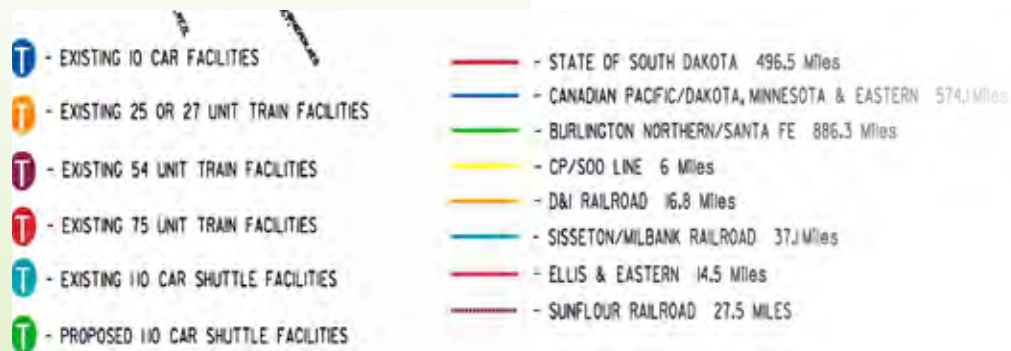 T - EXISTING 10 CAR FACILITIES
T - EXISTING 25 OR 27 UNIT TRAIN FACILITIES
T - EXISTING 54 UNIT TRAIN FACILITIES
T - EXISTING 75 UNIT TRAIN FACILITIES
T - EXISTING 110 CAR SHUTTLE FACILITIES
T - PROPOSED 110 CAR SHUTTLE FACILITIES
- STATE OF SOUTH DAKOTA 496.5 Miles
- CANADIAN PACIFIC/DAKOTA, MINNESOTA & EASTERN 574.1 Miles
- BURLINGTON NORTHERN/SANTA FE 886.3 Miles
- CP/SOO LINE 6 Miles
- D&I RAILROAD 16.8 Miles
- SISSETON/MILBANK RAILROAD 37.1 Miles
- ELLIS & EASTERN 14.5 Miles
- SUNFLOUR RAILROAD 27.5 MILES